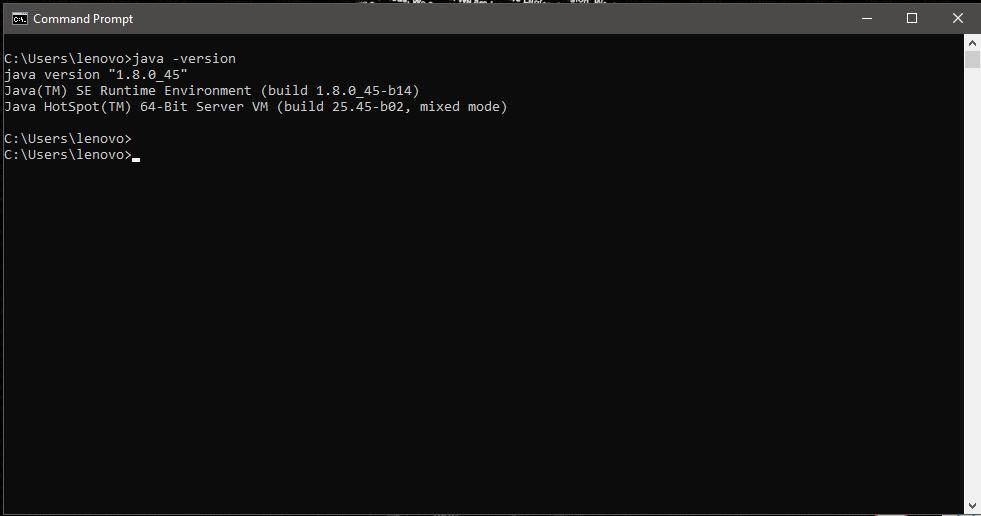 Command Prompt
C:\Users\lenovo>java -version
java version "1.8.0_45"
Java(TM) SE Runtime Environment (build 1.8.0_45-b14)
Java HotSpot(TM) 64-Bit Server VM (build 25.45-b02, mixed mode)
C:\Users\lenovo>
C:\Users\lenovo>